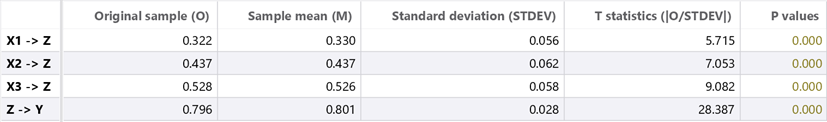 Original sample (O) Sample mean (M) Standard deviation (STDEV) T statistics (|O/STDEV|) P values
X1 -> Z 0.322 0.330 0.056 5.715 0.000
X2 -> Z 0.437 0.437 0.062 7.053 0.000
X3 -> Z 0.528 0.526 0.058 9.082 0.000
Z -> Y 0.796 0.801 0.028 28.387 0.000